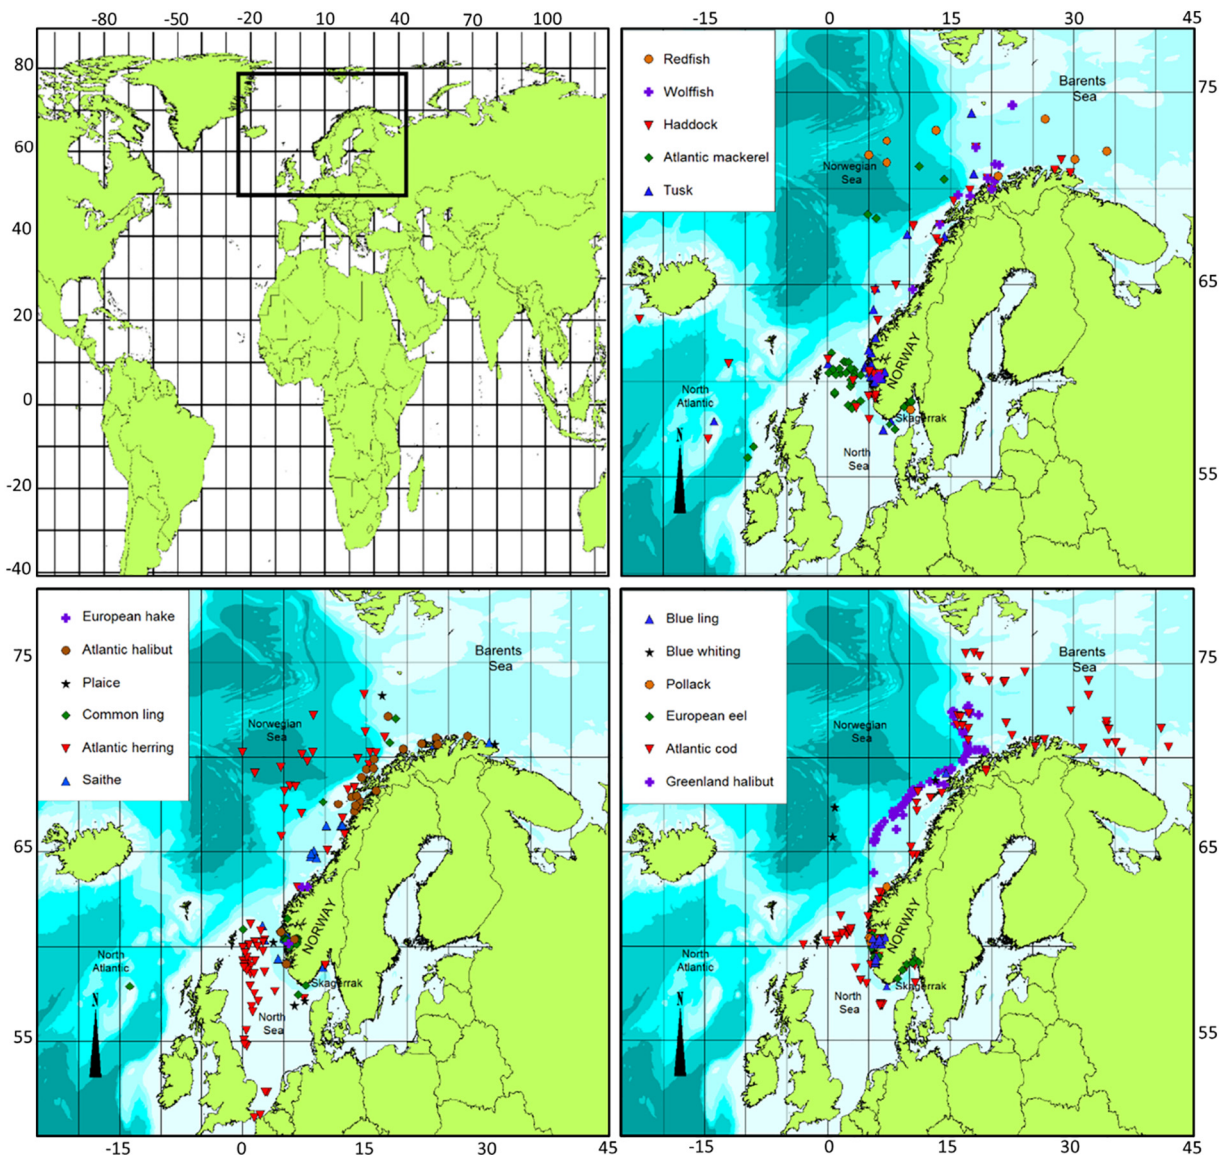 -80 -50 -20 10 40 70 100
80
60
40
20
0
-20
-40
-15 0 15 30 45
75
65
55
Redfish
Wolffish
Haddock
Atlantic mackerel
Tusk
Barents
Sea
Norwegian
Sea
NORWAY
North
Atlantic
N
Skagerrak
North
Sea
European hake
Atlantic halibut
Plaice
Common ling
Atlantic herring
Saithe
75
65
55
Barents
Sea
Norwegian
Sea
NORWAY
North
Atlantic
N
Skagerrak
North
Sea
-15 0 15 30 45
Blue ling
Blue whiting
Pollack
European eel
Atlantic cod
Greenland halibut
75
65
55
Barents
Sea
Norwegian
Sea
NORWAY
North
Atlantic
N
Skagerrak
North
Sea
-15 0 15 30 45